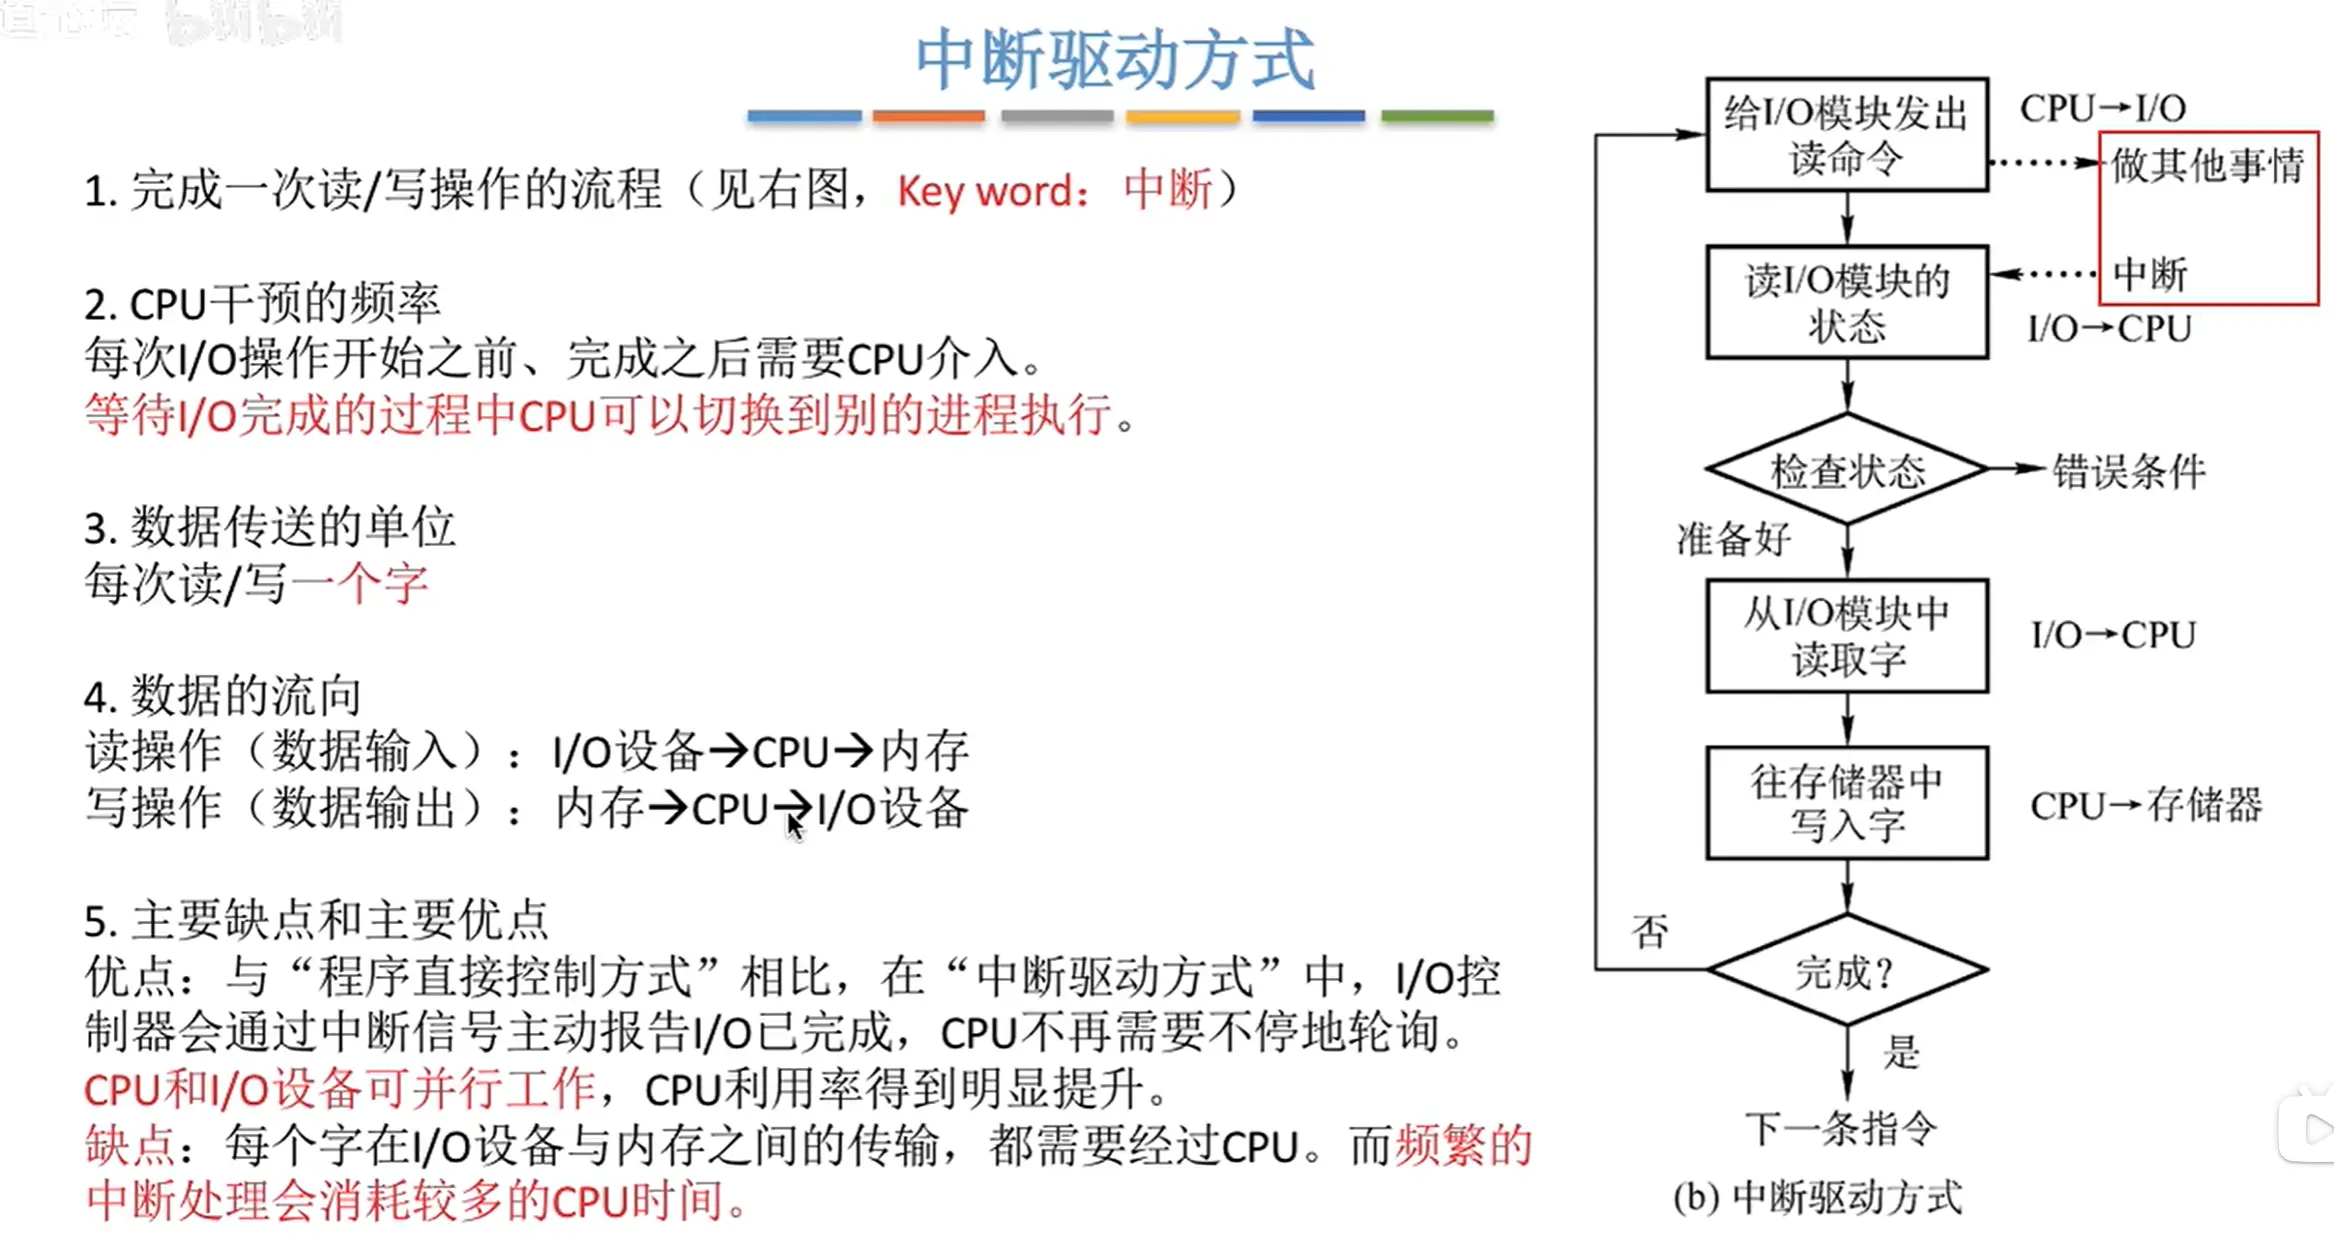 中断驱动方式
1. 完成一次读/写操作的流程（见右图，Key word：中断）
2. CPU干预的频率
每次I/O操作开始之前、完成之后需要CPU介入。
等待I/O完成的过程中CPU可以切换到别的进程执行。
3. 数据传送的单位
每次读/写一个字
4. 数据的流向
读操作（数据输入）：I/O设备→CPU→内存
写操作（数据输出）：内存→CPU→I/O设备
5. 主要缺点和主要优点
优点：与“程序直接控制方式”相比，在“中断驱动方式”中，I/O控
制器会通过中断信号主动报告I/O已完成，CPU不再需要不停地轮询。
CPU和I/O设备可并行工作，CPU利用率得到明显提升。
缺点：每个字在I/O设备与内存之间的传输，都需要经过CPU。而频繁的
中断处理会消耗较多的CPU时间。
给I/O模块发出
读命令
CPU→I/O
做其他事情
读I/O模块的
状态
中断
I/O→CPU
检查状态
错误条件
准备好
从I/O模块中
读取字
I/O→CPU
往存储器中
写入字
CPU→存储器
否
完成？
是
下一条指令
(b) 中断驱动方式